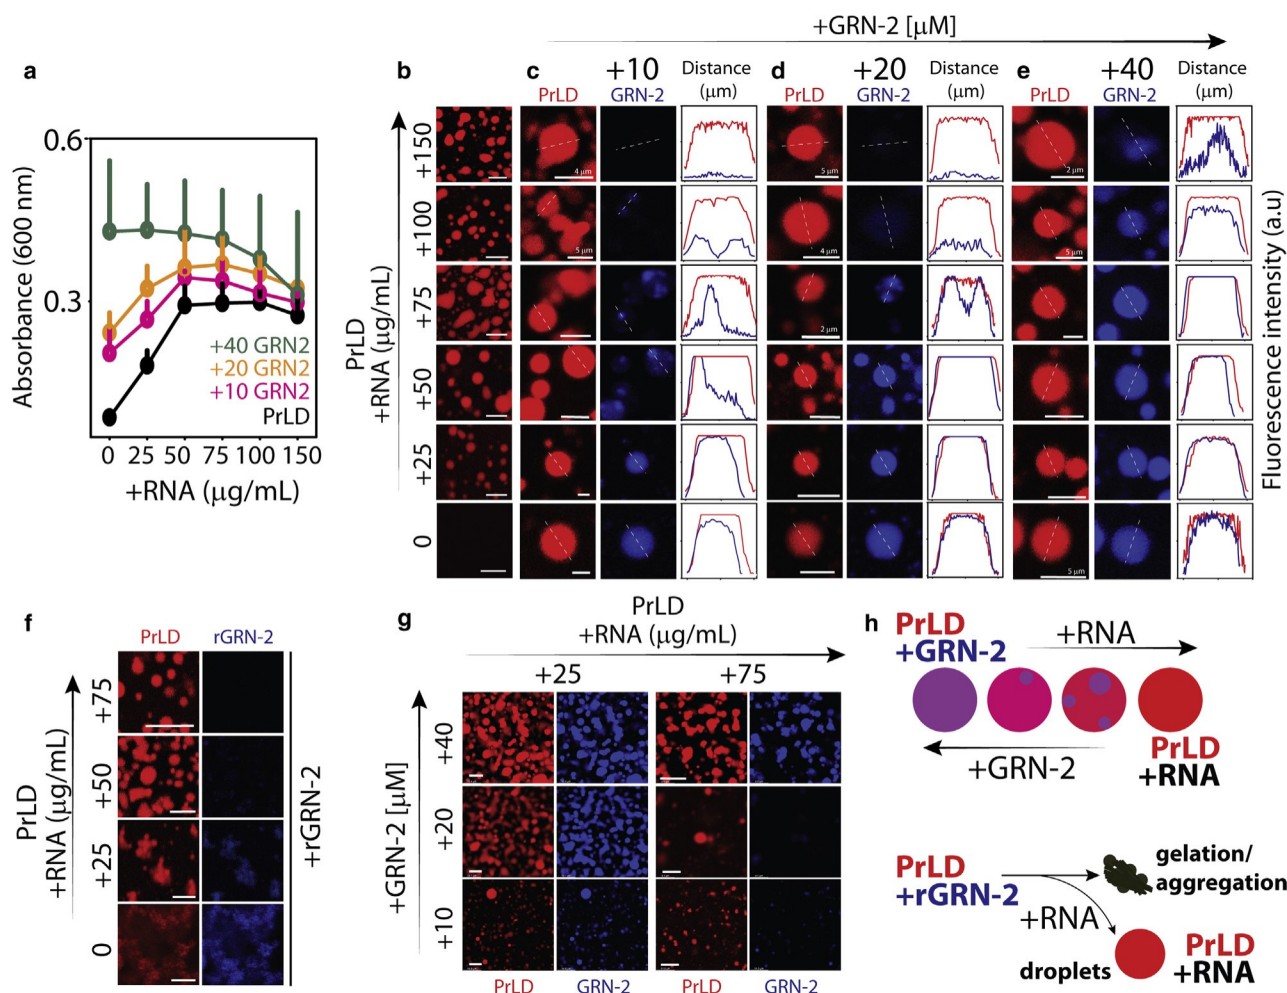 +GRN-2 [μM]
a
b
c
+10
Distance
(μm)
d
+20
Distance
(μm)
e
+40
Distance
(μm)
PrLD
GRN-2
PrLD
GRN-2
PrLD
GRN-2
0.6
0.3
Absorbance (600 nm)
+40 GRN2
+20 GRN2
+10 GRN2
PrLD
0 25 50 75 100 150
+RNA (μg/mL)
PrLD
+RNA (μg/mL)
+150
+100
+75
+50
+25
0
4 μm
5 μm
2 μm
5 μm
4 μm
5 μm
2 μm
5 μm
Fluorescence intensity (a.u)
f
PrLD
rGRN-2
PrLD
+RNA (μg/mL)
+75
+50
+25
0
+rGRN-2
g
PrLD
+RNA (μg/mL)
+25
+75
+GRN-2 [μM]
+40
+20
+10
PrLD
GRN-2
PrLD
GRN-2
h
PrLD
+GRN-2
+RNA
+GRN-2
PrLD
+RNA
PrLD
+rGRN-2
gelation/
aggregation
+RNA
droplets
PrLD
+RNA